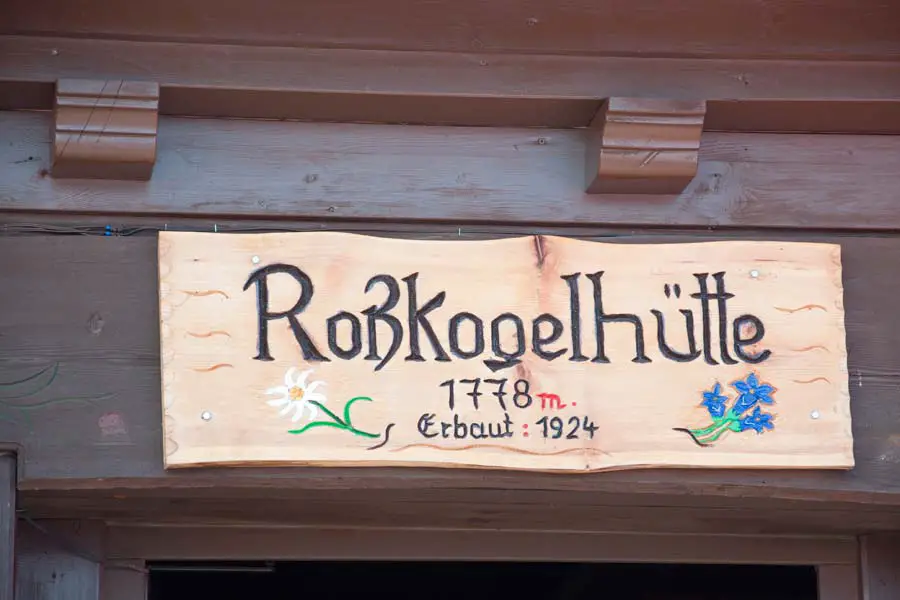 Roßkogelhütte
1778 m.
Erbaut : 1924